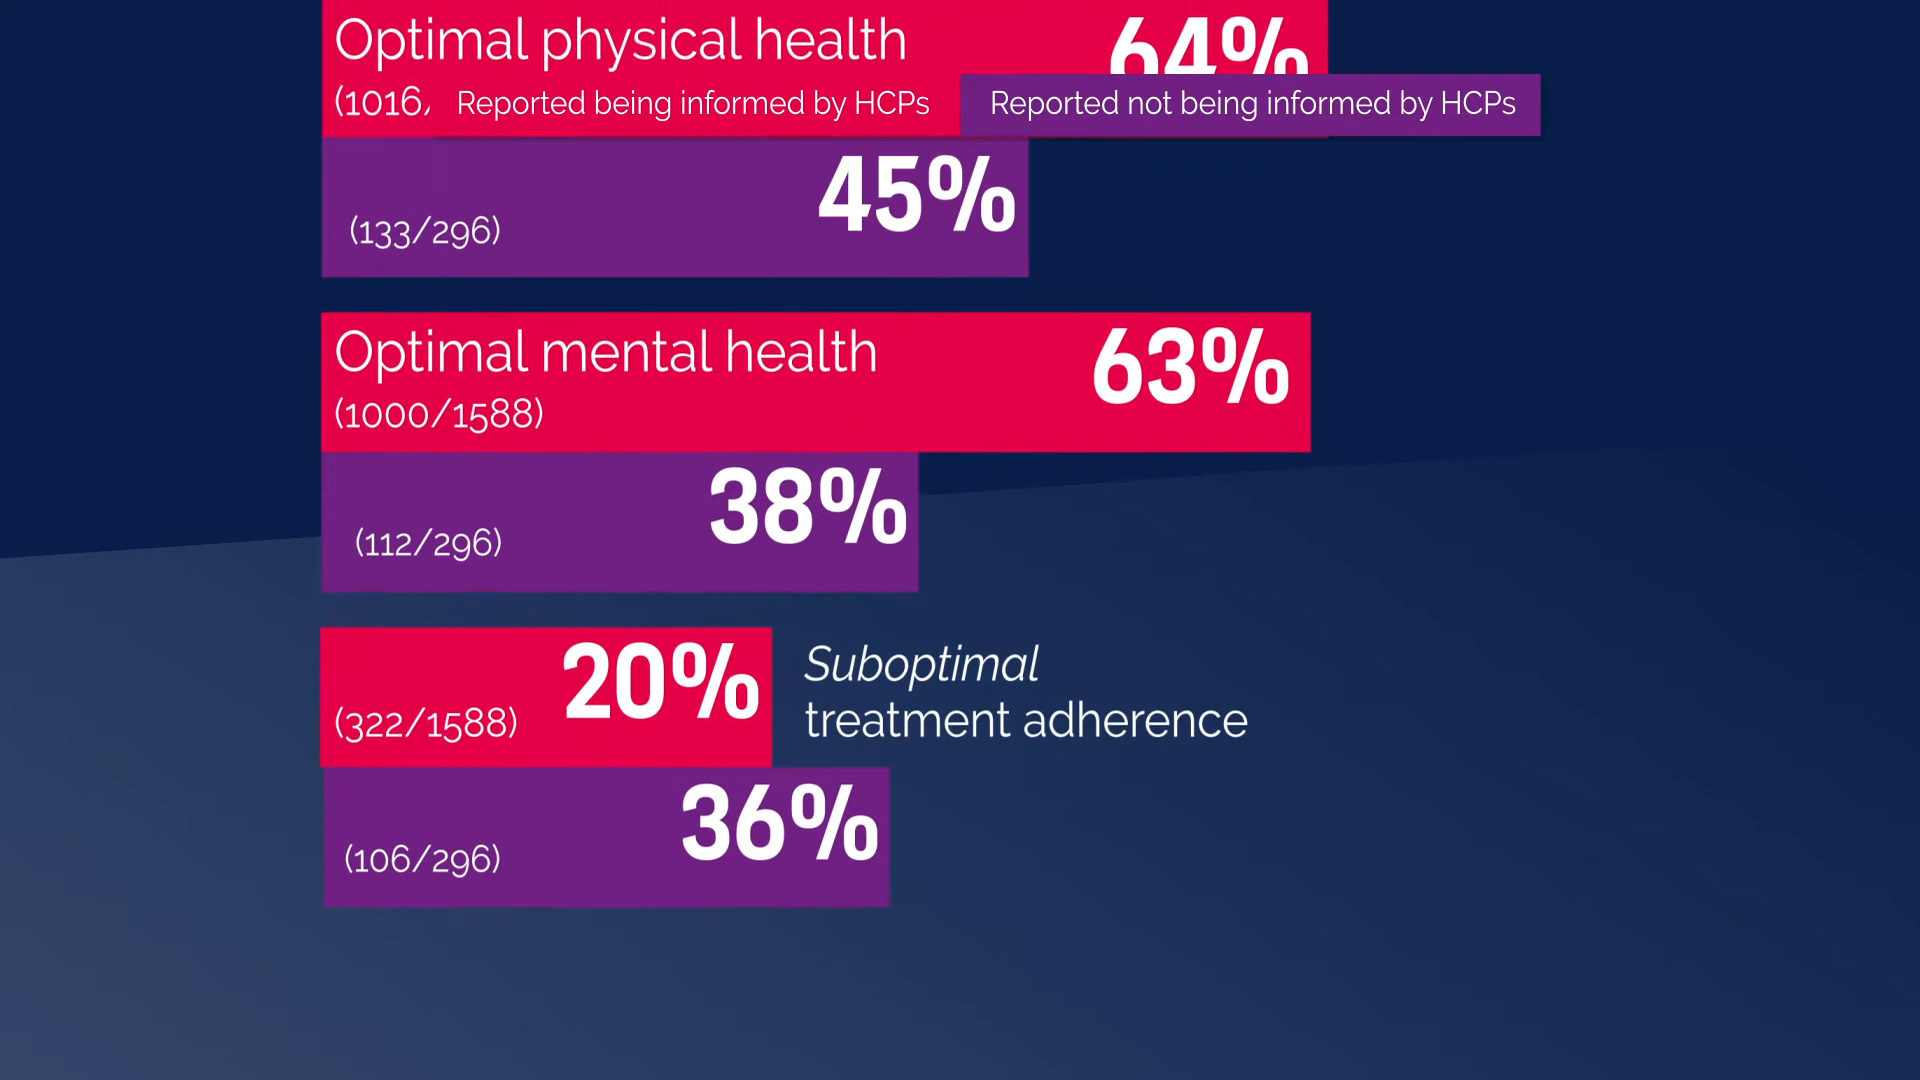 Optimal physical health
64%
(1016
Reported being informed by HCPs
Reported not being informed by HCPs
45%
(133/296)
Optimal mental health
63%
(1000/1588)
38%
(112/296)
20%
(322/1588)
Suboptimal
treatment adherence
36%
(106/296)